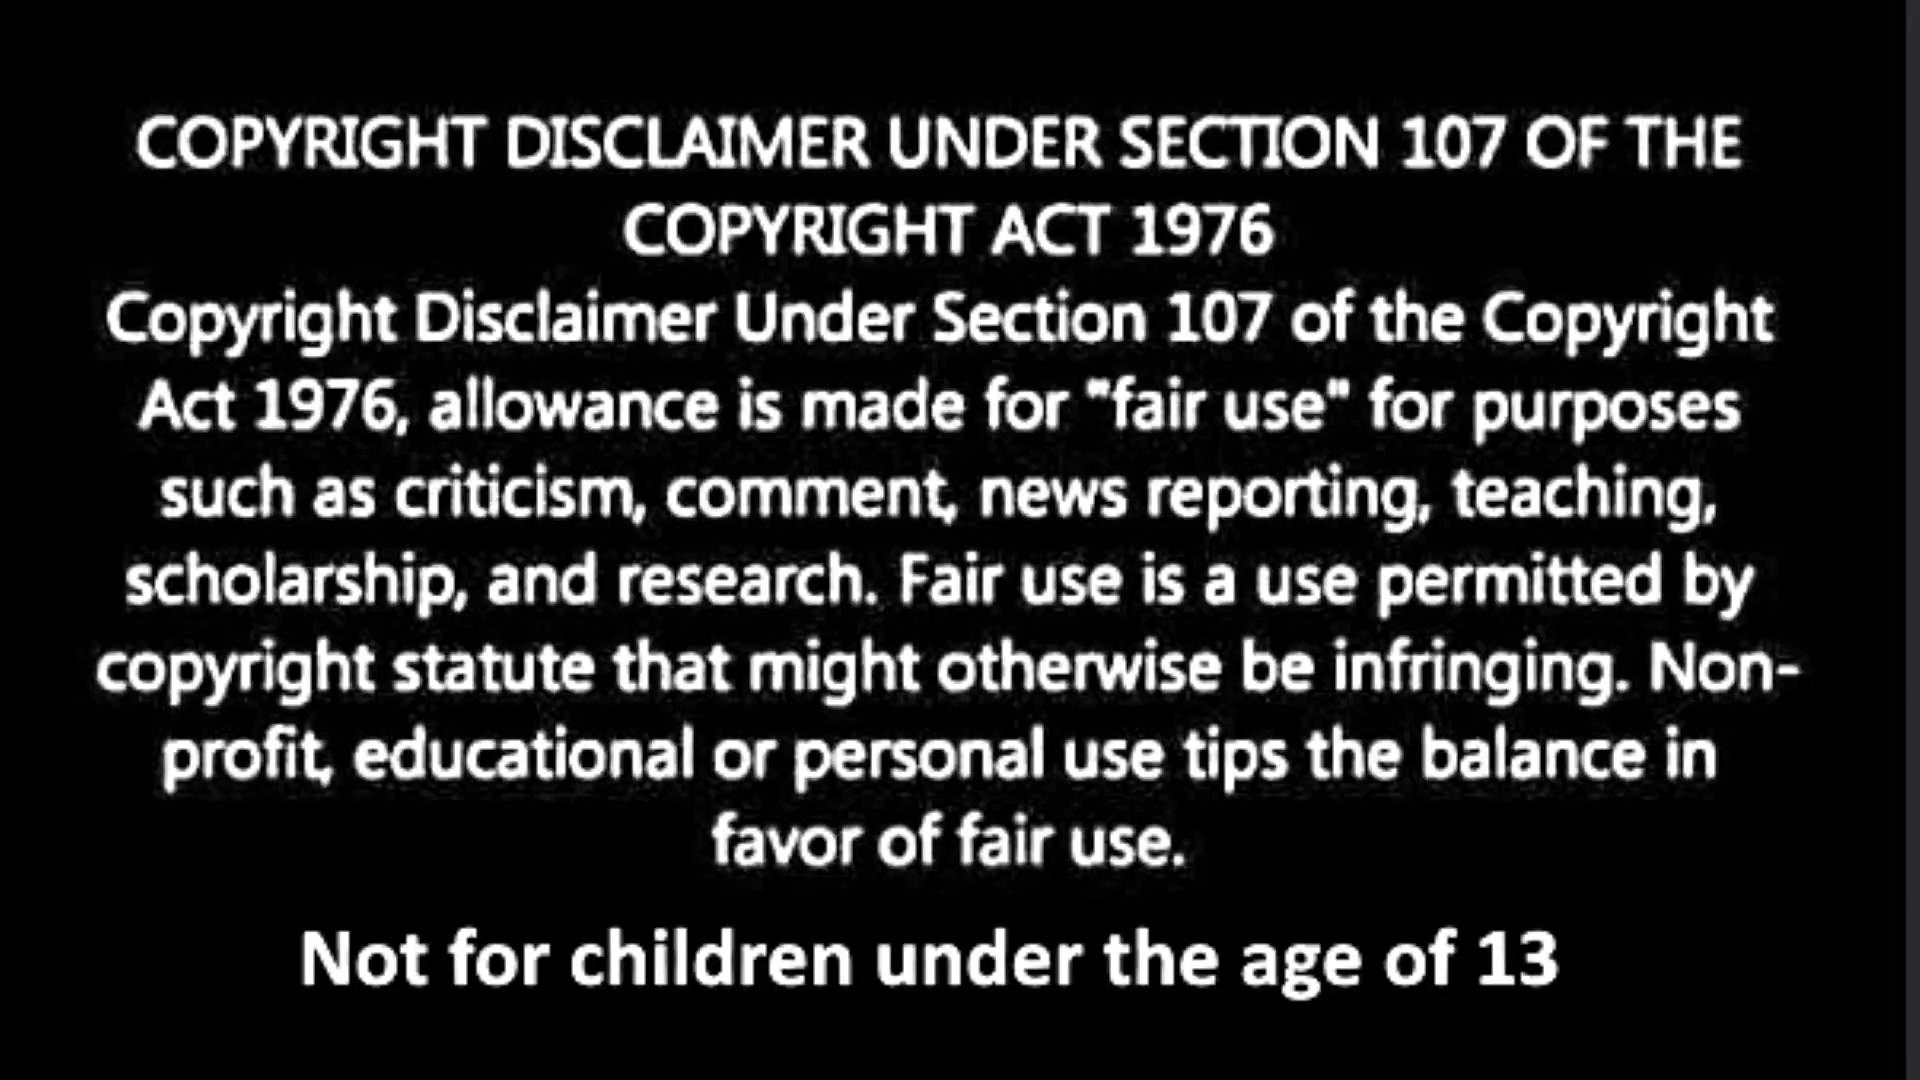 COPYRIGHT DISCLAIMER UNDER SECTION 107 OF THE
COPYRIGHT ACT 1976
Copyright Disclaimer Under Section 107 of the Copyright
Act 1976, allowance is made for "fair use" for purposes
such as criticism, comment, news reporting, teaching,
scholarship, and research. Fair use is a use permitted by
copyright statute that might otherwise be infringing. Non-
profit, educational or personal use tips the balance in
favor of fair use.
Not for children under the age of 13